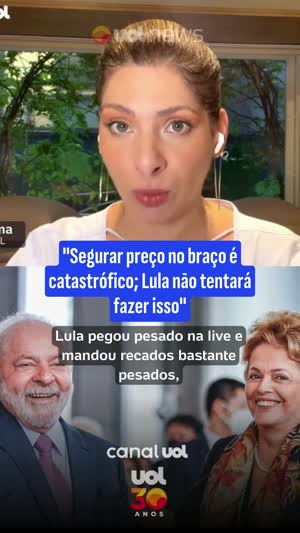 uol news
"Segurar preço no braço é
catastrófico; Lula não tentará
fazer isso"
Lula pegou pesado na live e
mandou recados bastante
pesados,
canal uol
uol
30
ANOS